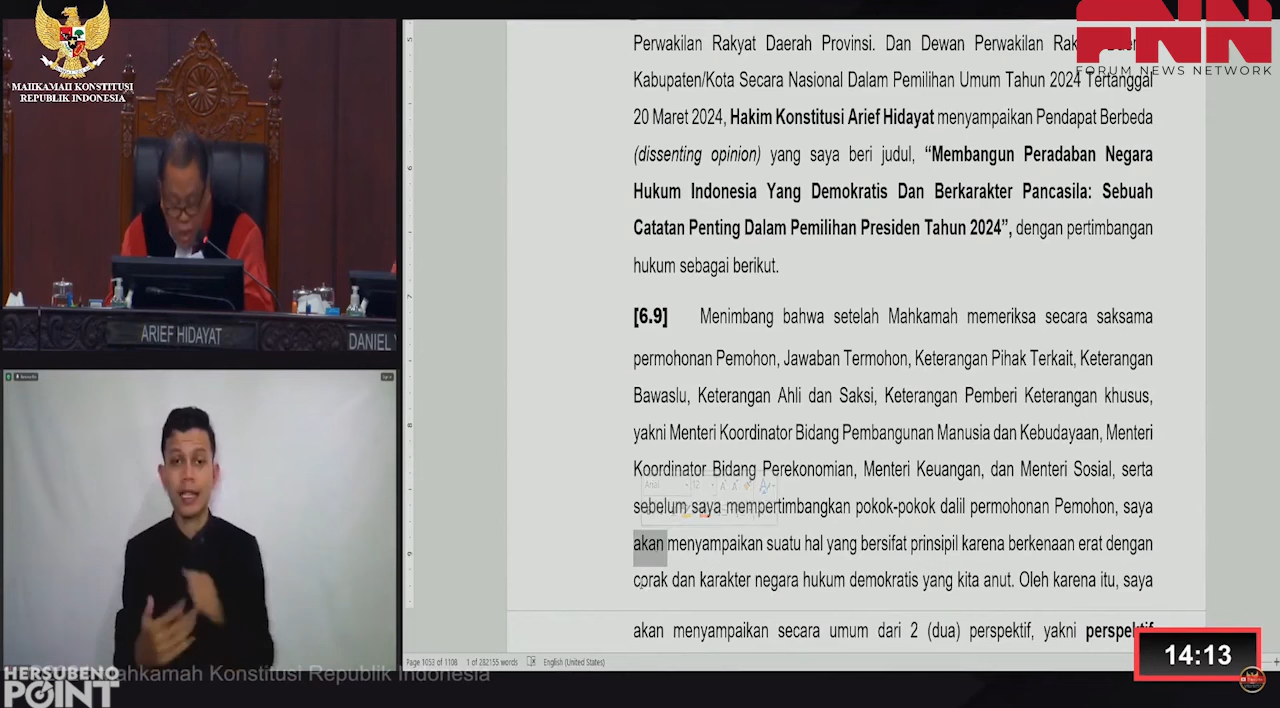 MAHKAMAH KONSTITUSI
REPUBLIK INDONESIA
FNN
FORUM NEWS NETWORK
ARIEF HIDAYAT
DANIEL
Perwakilan Rakyat Daerah Provinsi. Dan Dewan Perwakilan
Kabupaten/Kota Secara Nasional Dalam Pemilihan Umum Tahun 2024 Tertanggal
20 Maret 2024, Hakim Konstitusi Arief Hidayat menyampaikan Pendapat Berbeda
(dissenting opinion) yang saya beri judul, “Membangun Peradaban Negara
Hukum Indonesia Yang Demokratis Dan Berkarakter Pancasila: Sebuah
Catatan Penting Dalam Pemilihan Presiden Tahun 2024”, dengan pertimbangan
hukum sebagai berikut.
[6.9] Menimbang bahwa setelah Mahkamah memeriksa secara saksama
permohonan Pemohon, Jawaban Termohon, Keterangan Pihak Terkait, Keterangan
Bawaslu, Keterangan Ahli dan Saksi, Keterangan Pemberi Keterangan khusus,
yakni Menteri Koordinator Bidang Pembangunan Manusia dan Kebudayaan, Menteri
Koordinator Bidang Perekonomian, Menteri Keuangan, dan Menteri Sosial, serta
sebelum saya mempertimbangkan pokok-pokok dalil permohonan Pemohon, saya
akan menyampaikan suatu hal yang bersifat prinsipil karena berkenaan erat dengan
corak dan karakter negara hukum demokratis yang kita anut. Oleh karena itu, saya
akan menyampaikan secara umum dari 2 (dua) perspektif, yakni perspektif
Page 1053 of 1108 1 of 282155 words English (United States)
14:13
HERSUBENO
POINT
Mahkamah Konstitusi Republik Indonesia